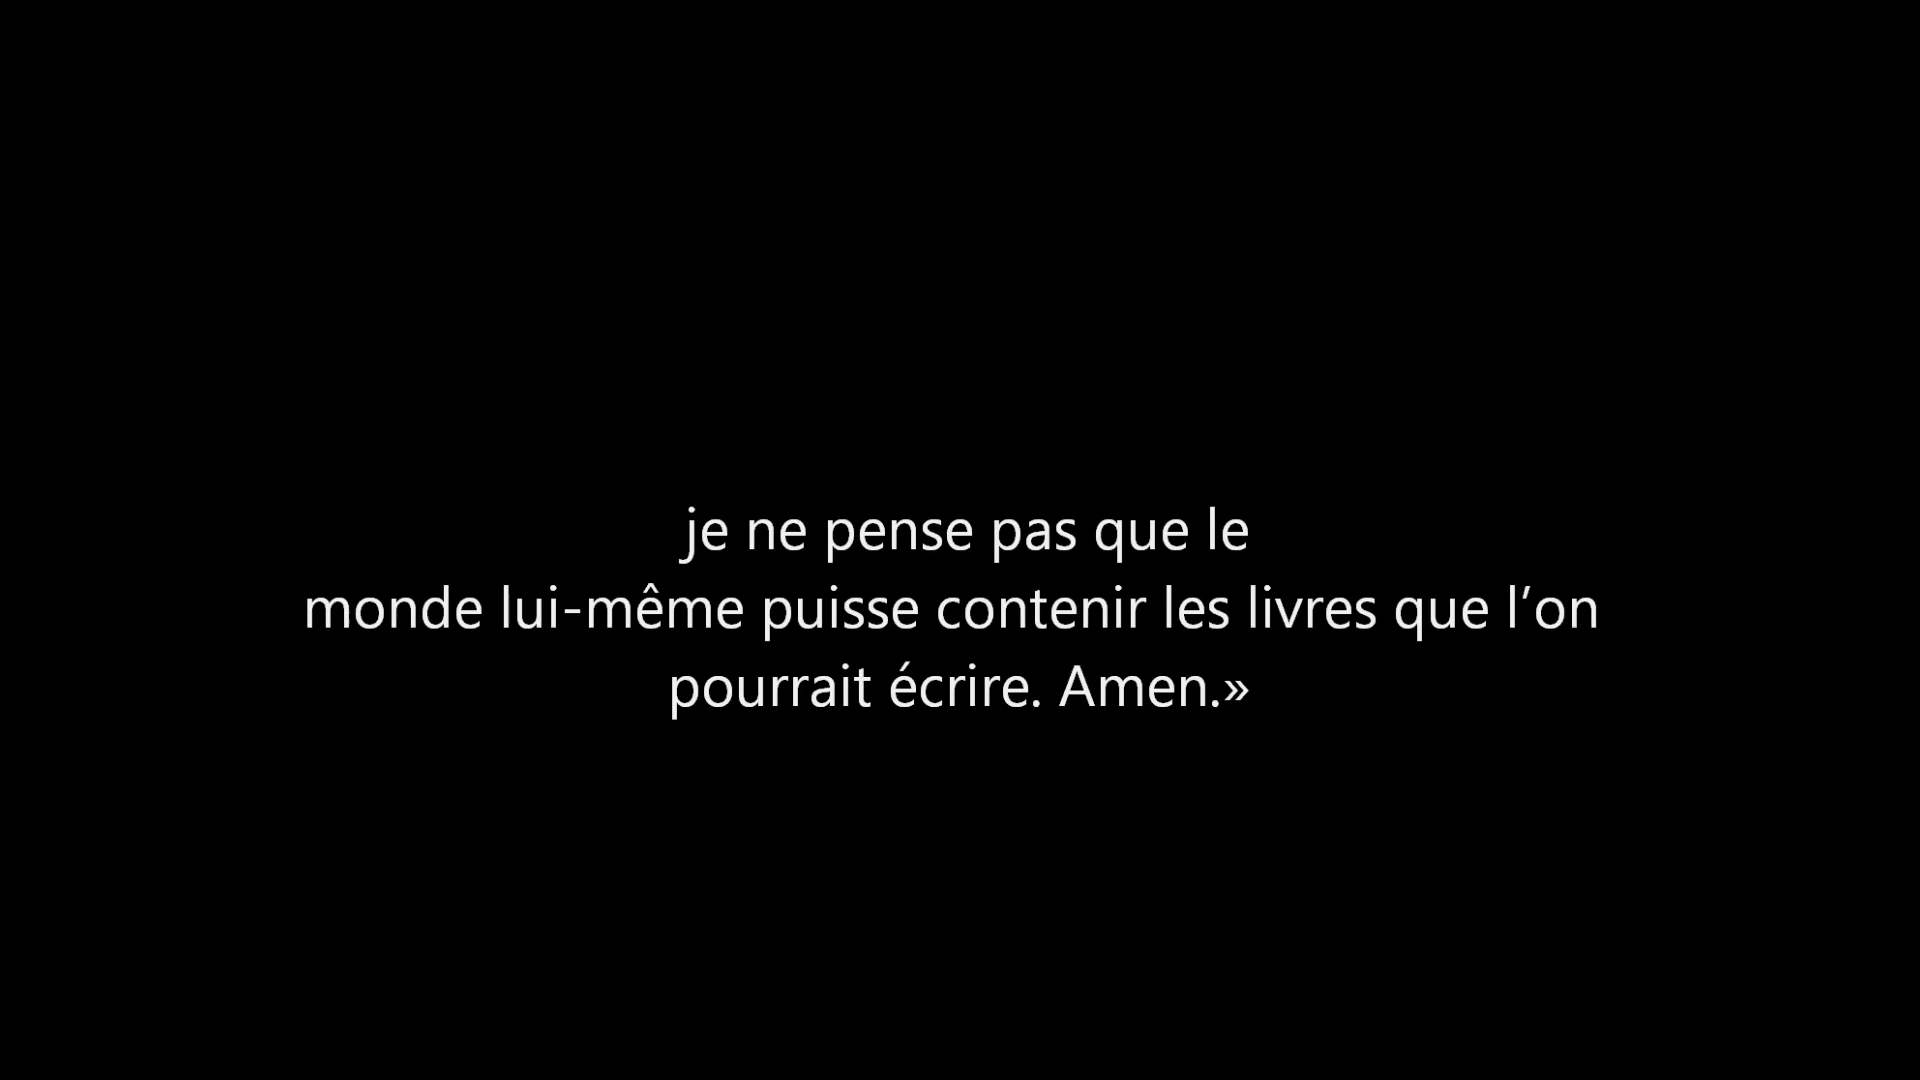 je ne pense pas que le
monde lui-même puisse contenir les livres que l’on
pourrait écrire. Amen.»